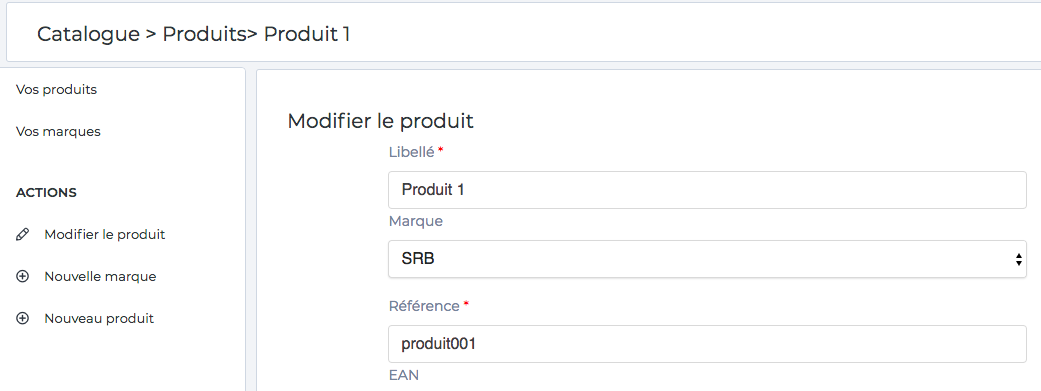 Catalogue > Produits> Produit 1
Vos produits
Vos marques
ACTIONS
Modifier le produit
Nouvelle marque
Nouveau produit
Modifier le produit
Libellé *
Produit 1
Marque
SRB
Référence *
produit001
EAN